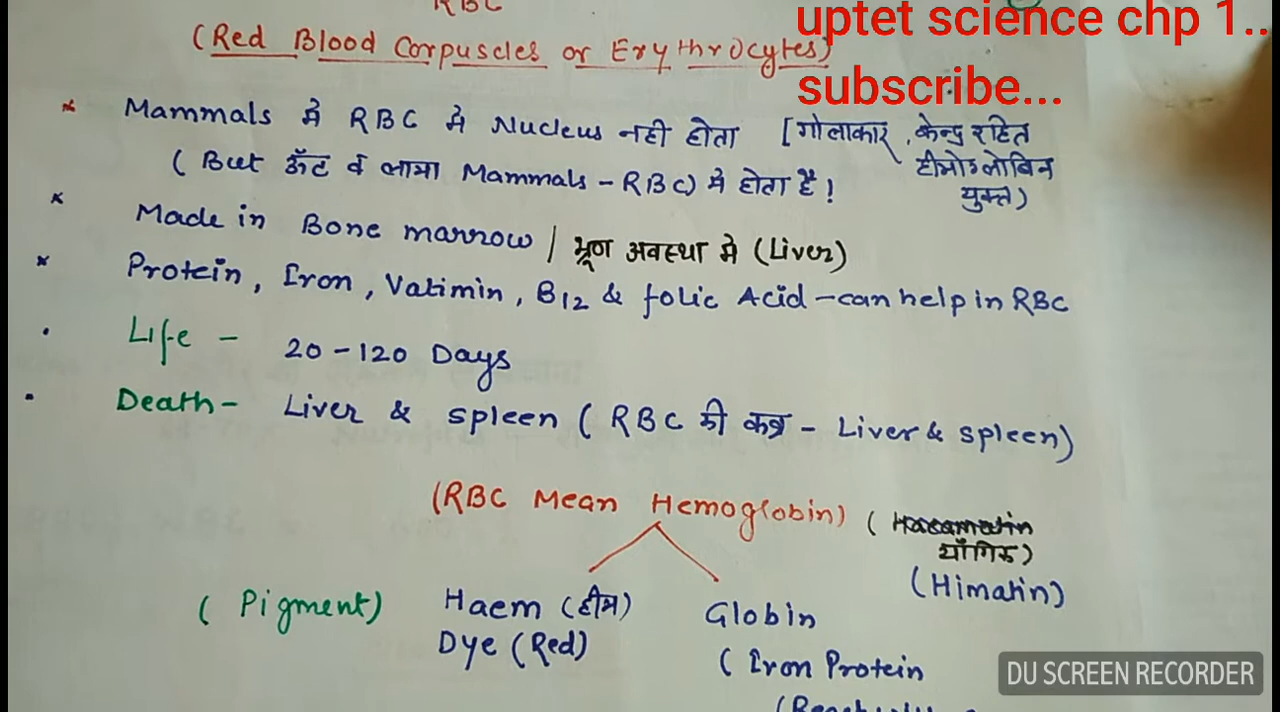 RBC
(Red Blood Corpuscles or Erythrocytes)
uptet science chp 1..
subscribe...
* Mammals मे RBC मे Nucleus नही होता [गोलाकार, केन्द्र रहित
हीमोग्लोबिन
युक्त)
( But ऊँट व लामा Mammals - RBC) मे होता है!
* Made in Bone marrow / भ्रूण अवस्था मे (Liver)
* Protein, Iron, Vatimin, B12 & folic Acid - can help in RBC
• Life - 20-120 Days
• Death - Liver & spleen ( RBC की कब्र - Liver & spleen)
(RBC Mean Hemoglobin) (
यौगिक)
(Himatin)
( Pigment) Haem (हीम) Globin
Dye (Red) ( Iron Protein
DU SCREEN RECORDER